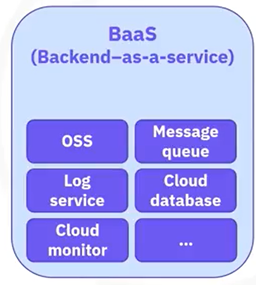 BaaS
(Backend–as-a-service)
OSS
Message
queue
Log
service
Cloud
database
Cloud
monitor
...